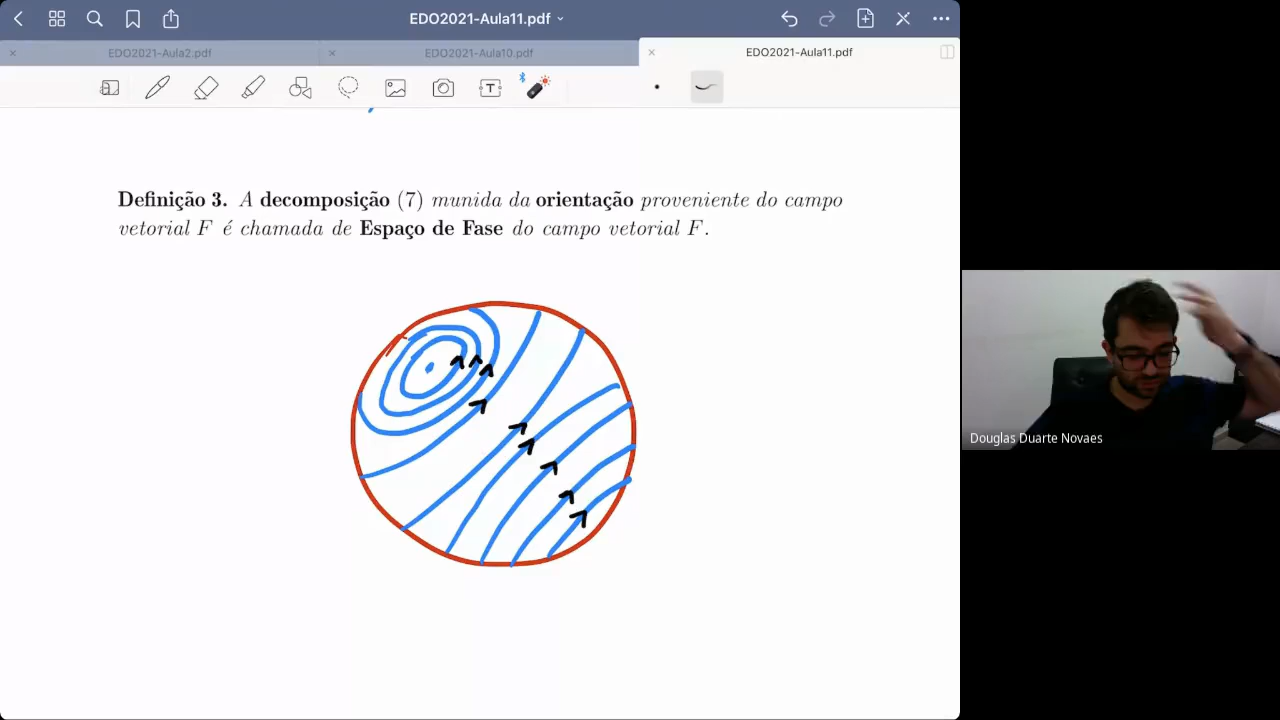 EDO2021-Aula11.pdf
EDO2021-Aula2.pdf
EDO2021-Aula10.pdf
EDO2021-Aula11.pdf
T
Definição 3. A decomposição (7) munida da orientação proveniente do campo
vetorial F é chamada de Espaço de Fase do campo vetorial F.
Douglas Duarte Novaes